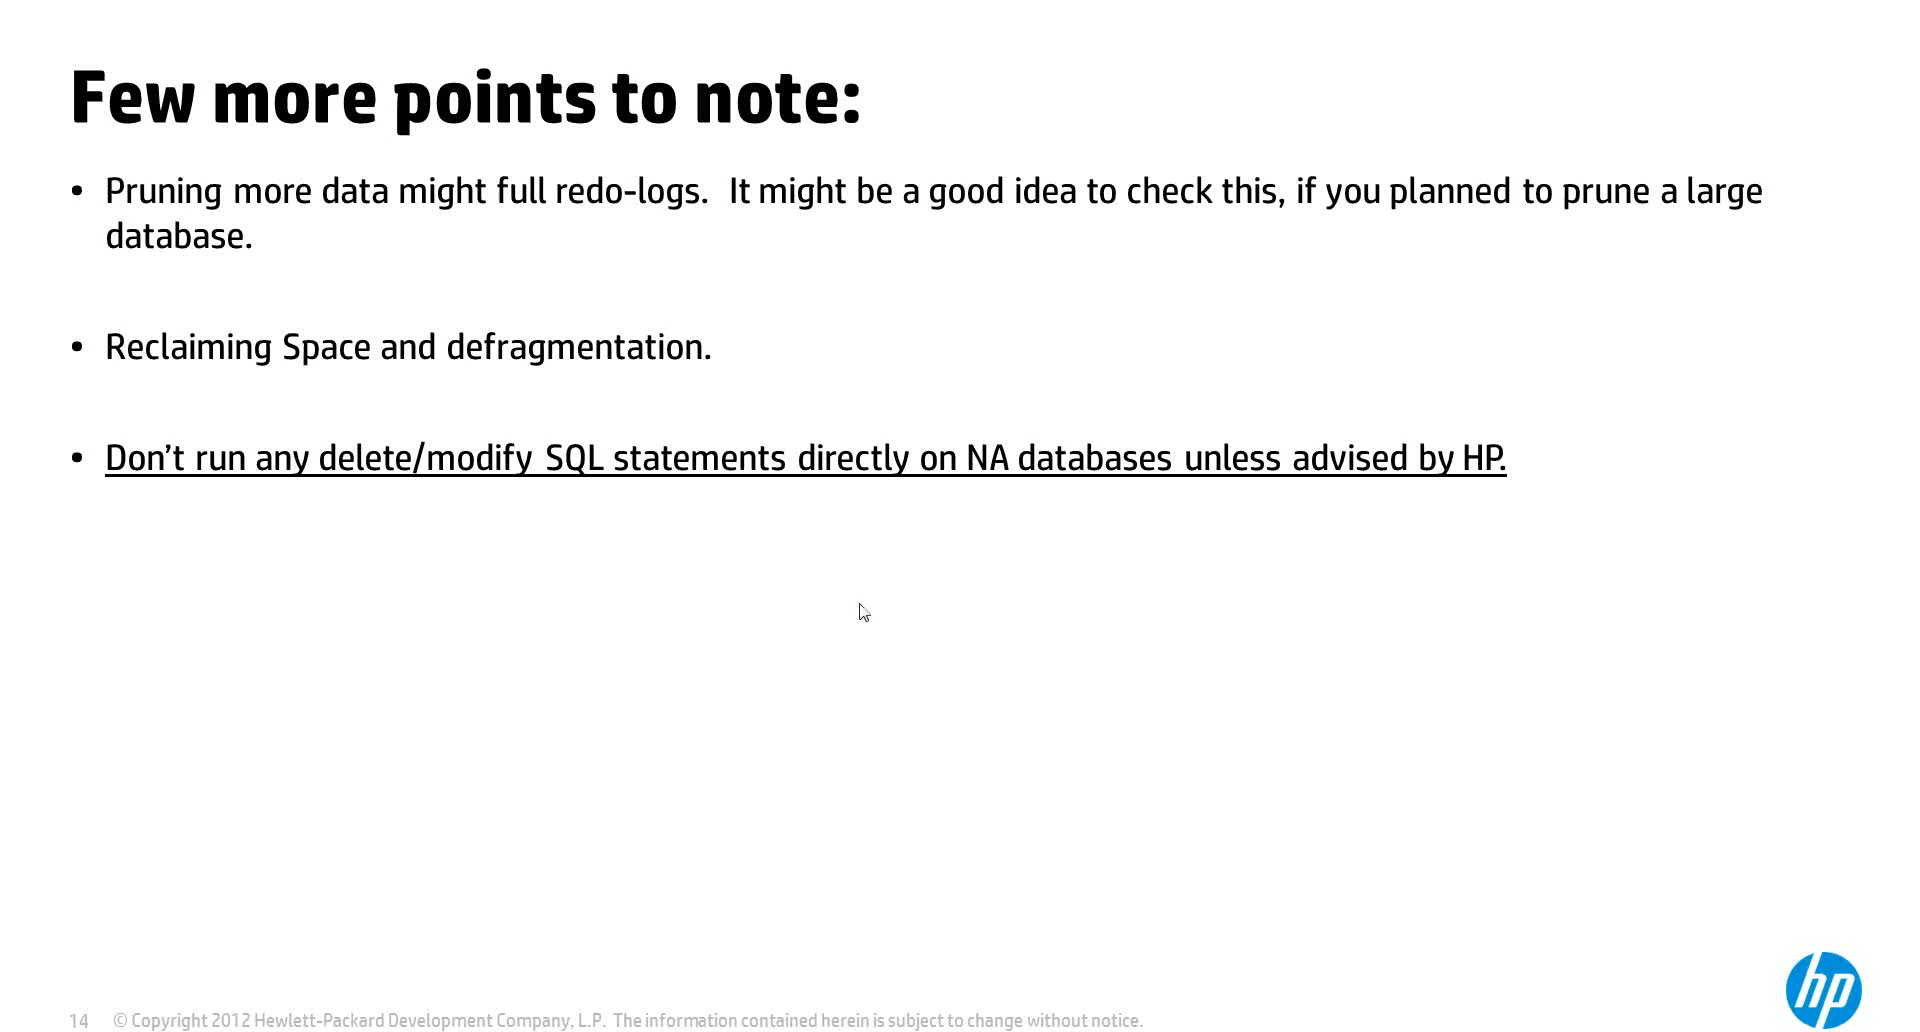 Few more points to note:
• Pruning more data might full redo-logs.  It might be a good idea to check this, if you planned to prune a large
database.
• Reclaiming Space and defragmentation.
• Don’t run any delete/modify SQL statements directly on NA databases unless advised by HP.
hp
14 © Copyright 2012 Hewlett-Packard Development Company, L.P.  The information contained herein is subject to change without notice.